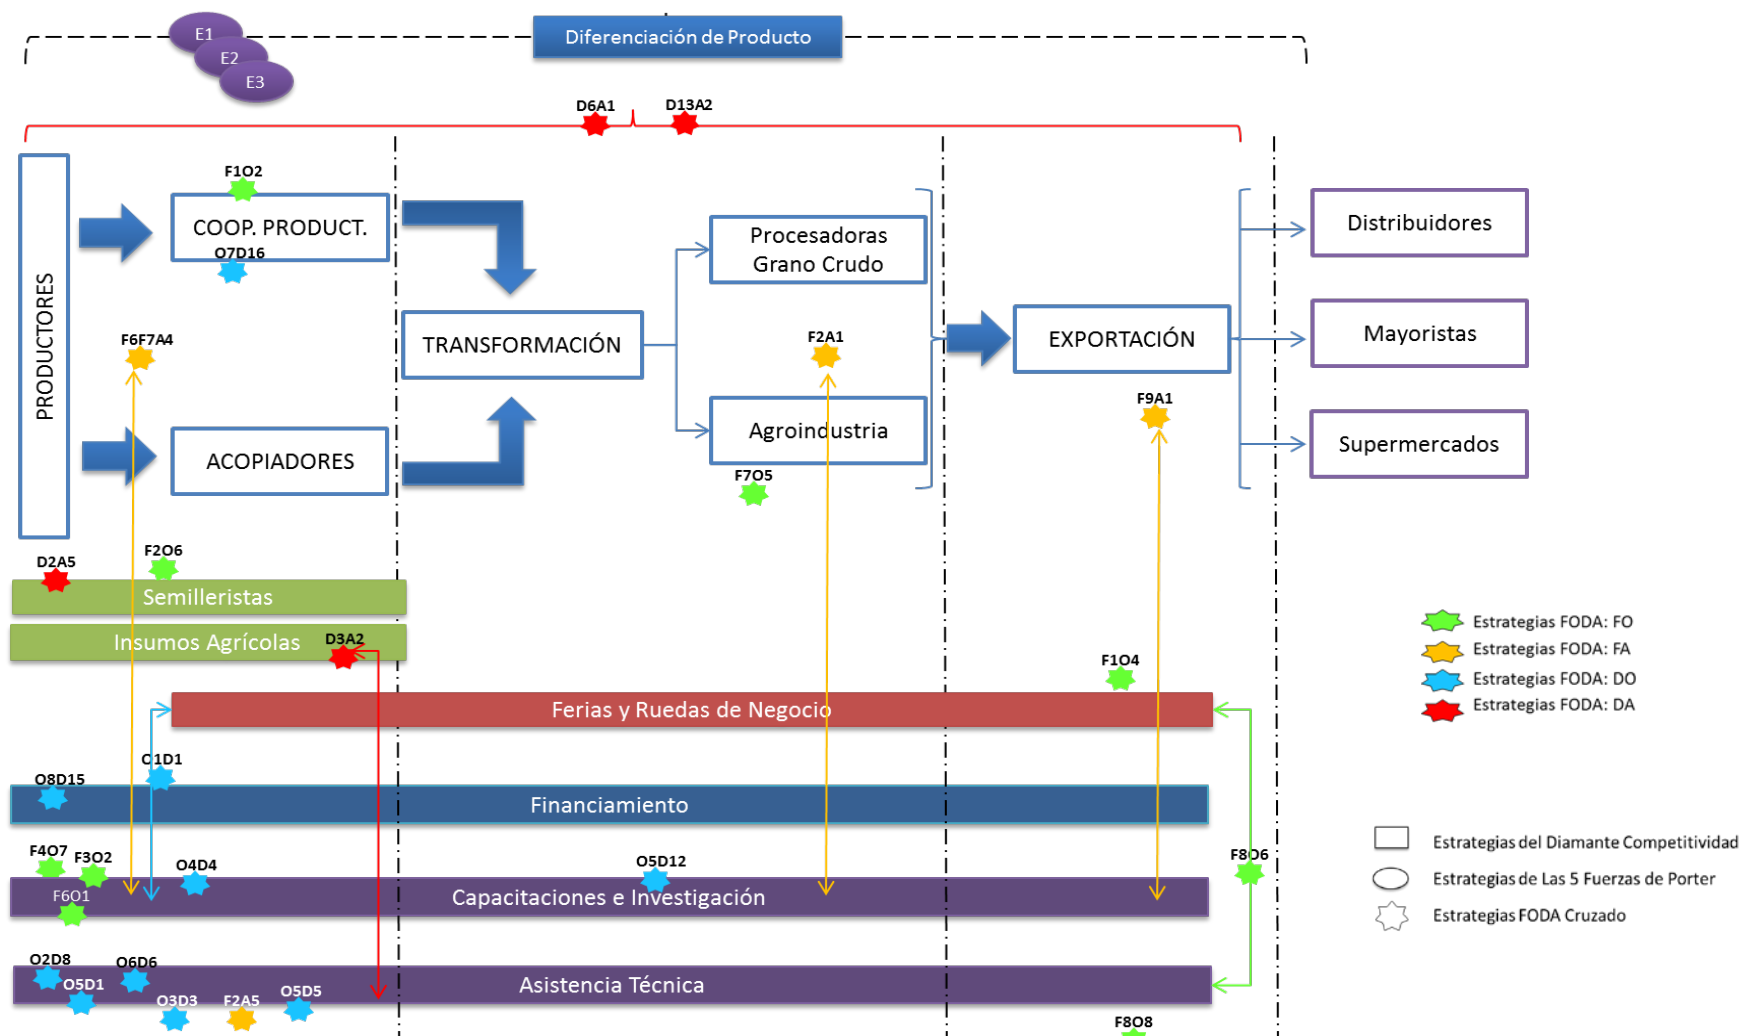 E1
E2
E3
Diferenciación de Producto
D6A1
D13A2
PRODUCTORES
F1O2
COOP. PRODUCT.
O7D16
F6F7A4
ACOPIADORES
TRANSFORMACIÓN
Procesadoras
Grano Crudo
F2A1
Agroindustria
F7O5
EXPORTACIÓN
F9A1
Distribuidores
Mayoristas
Supermercados
D2A5
F2O6
Semilleristas
Insumos Agrícolas
D3A2
F1O4
Ferias y Ruedas de Negocio
O1D1
O8D15
Financiamiento
F4O7
F3O2
O4D4
O5D12
F8O6
F6O1
Capacitaciones e Investigación
O2D8
O6D6
O5D1
Asistencia Técnica
O3D3
F2A5
O5D5
F8O8
Estrategias FODA: FO
Estrategias FODA: FA
Estrategias FODA: DO
Estrategias FODA: DA
Estrategias del Diamante Competitividad
Estrategias de Las 5 Fuerzas de Porter
Estrategias FODA Cruzado